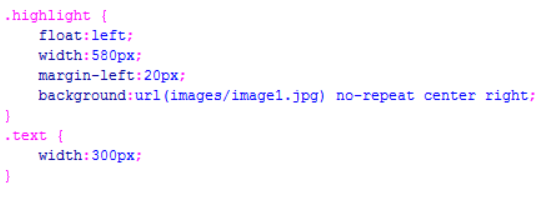 .highlight {
float:left;
width:580px;
margin-left:20px;
background:url(images/image1.jpg) no-repeat center right;
}
.text {
width:300px;
}